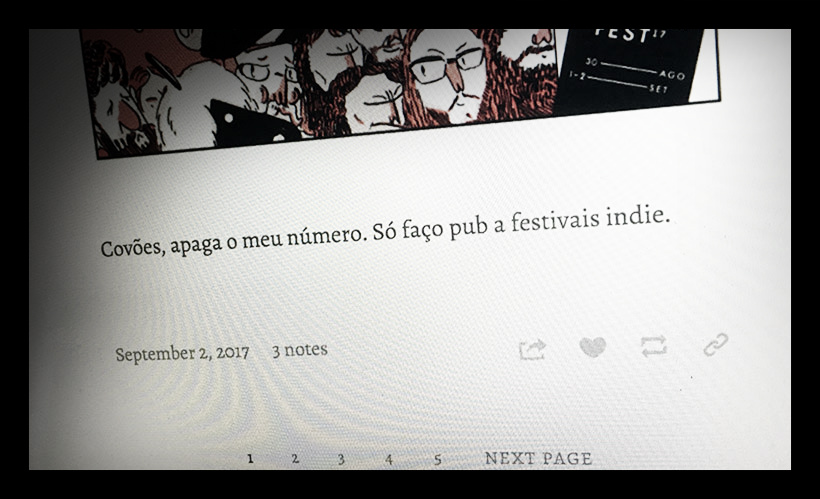 FEST17
30 AGO
1-2 SET
Covões, apaga o meu número. Só faço pub a festivais indie.
September 2, 2017 3 notes
1 2 3 4 5 NEXT PAGE